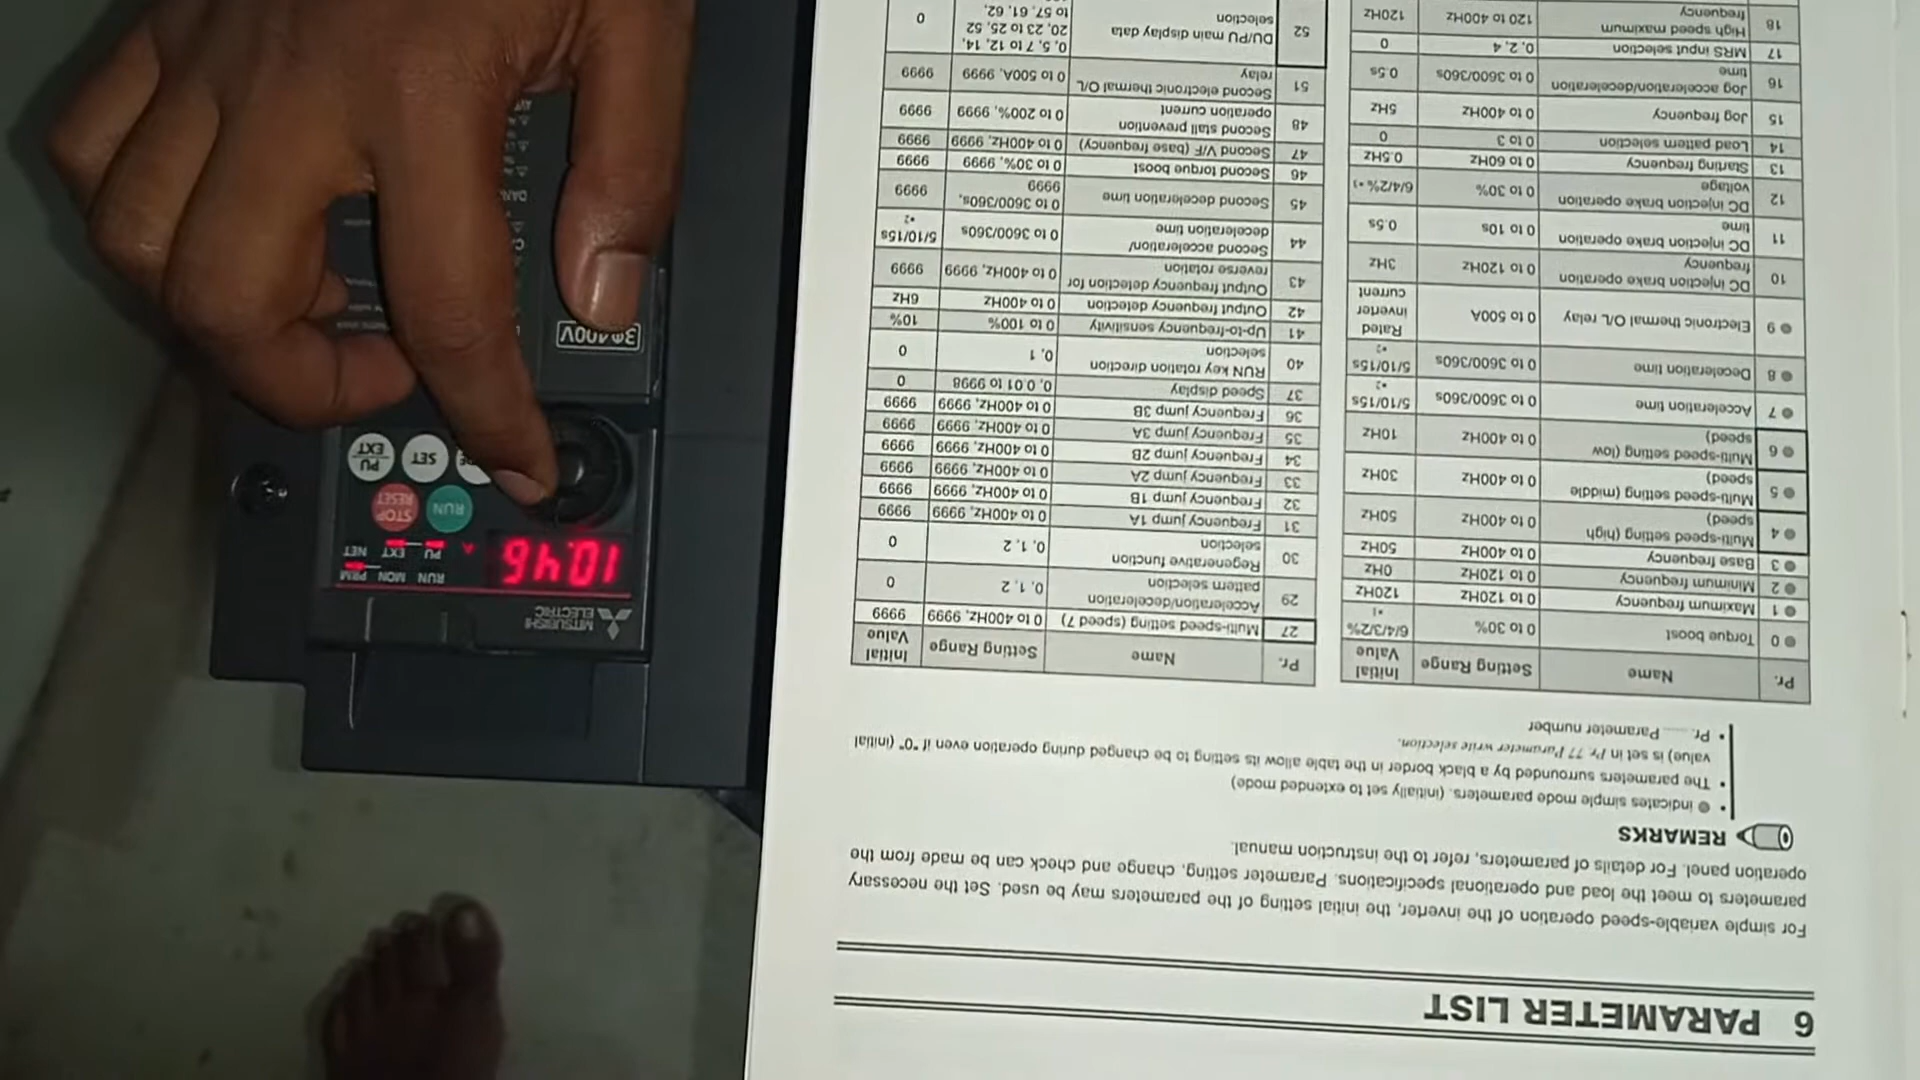 6 PARAMETER LIST
For simple variable-speed operation of the inverter, the initial setting of the parameters may be used. Set the necessary
parameters to meet the load and operational specifications. Parameter setting, change and check can be made from the
operation panel. For details of parameters, refer to the instruction manual.
REMARKS
• ◎ indicates simple mode parameters. (initially set to extended mode)
• The parameters surrounded by a black border in the table allow its setting to be changed during operation even if "0" (initial
value) is set in Pr. 77 Parameter write selection.
• Pr. ...... Parameter number
Pr. Name Setting Range Initial Value
◎ 0 Torque boost 0 to 30% 6/4/3/2% *1
◎ 1 Maximum frequency 0 to 120Hz 120Hz
◎ 2 Minimum frequency 0 to 120Hz 0Hz
◎ 3 Base frequency 0 to 400Hz 50Hz
◎ 4 Multi-speed setting (high speed) 0 to 400Hz 50Hz
◎ 5 Multi-speed setting (middle speed) 0 to 400Hz 30Hz
◎ 6 Multi-speed setting (low speed) 0 to 400Hz 10Hz
◎ 7 Acceleration time 0 to 3600/360s 5/10/15s *2
◎ 8 Deceleration time 0 to 3600/360s 5/10/15s *2
◎ 9 Electronic thermal O/L relay 0 to 500A Rated inverter current
10 DC injection brake operation frequency 0 to 120Hz 3Hz
11 DC injection brake operation time 0 to 10s 0.5s
12 DC injection brake operation voltage 0 to 30% 6/4/2% *3
13 Starting frequency 0 to 60Hz 0.5Hz
14 Load pattern selection 0 to 3 0
15 Jog frequency 0 to 400Hz 5Hz
16 Jog acceleration/deceleration time 0 to 3600/360s 0.5s
17 MRS input selection 0, 2, 4 0
18 High speed maximum frequency 120 to 400Hz 120Hz
Pr. Name Setting Range Initial Value
27 Multi-speed setting (speed 7) 0 to 400Hz, 9999 9999
29 Acceleration/deceleration pattern selection 0, 1, 2 0
30 Regenerative function selection 0, 1, 2 0
31 Frequency jump 1A 0 to 400Hz, 9999 9999
32 Frequency jump 1B 0 to 400Hz, 9999 9999
33 Frequency jump 2A 0 to 400Hz, 9999 9999
34 Frequency jump 2B 0 to 400Hz, 9999 9999
35 Frequency jump 3A 0 to 400Hz, 9999 9999
36 Frequency jump 3B 0 to 400Hz, 9999 9999
37 Speed display 0, 0.01 to 9998 0
40 RUN key rotation direction selection 0, 1 0
41 Up-to-frequency sensitivity 0 to 100% 10%
42 Output frequency detection 0 to 400Hz 6Hz
43 Output frequency detection for reverse rotation 0 to 400Hz, 9999 9999
44 Second acceleration/ deceleration time 0 to 3600/360s 5/10/15s *2
45 Second deceleration time 0 to 3600/360s, 9999 9999
46 Second torque boost 0 to 30%, 9999 9999
47 Second V/F (base frequency) 0 to 400Hz, 9999 9999
48 Second stall prevention operation current 0 to 200%, 9999 9999
51 Second electronic thermal O/L relay 0 to 500A, 9999 9999
52 DU/PU main display data selection 0, 5, 7 to 12, 14, 20, 23 to 25, 52 to 57, 61, 62, 0
MITSUBISHI
ELECTRIC
10.46
A
RUN MON PRM
PU EXT NET
RUN
STOP
RESET
SET
PU
EXT
3Φ400V